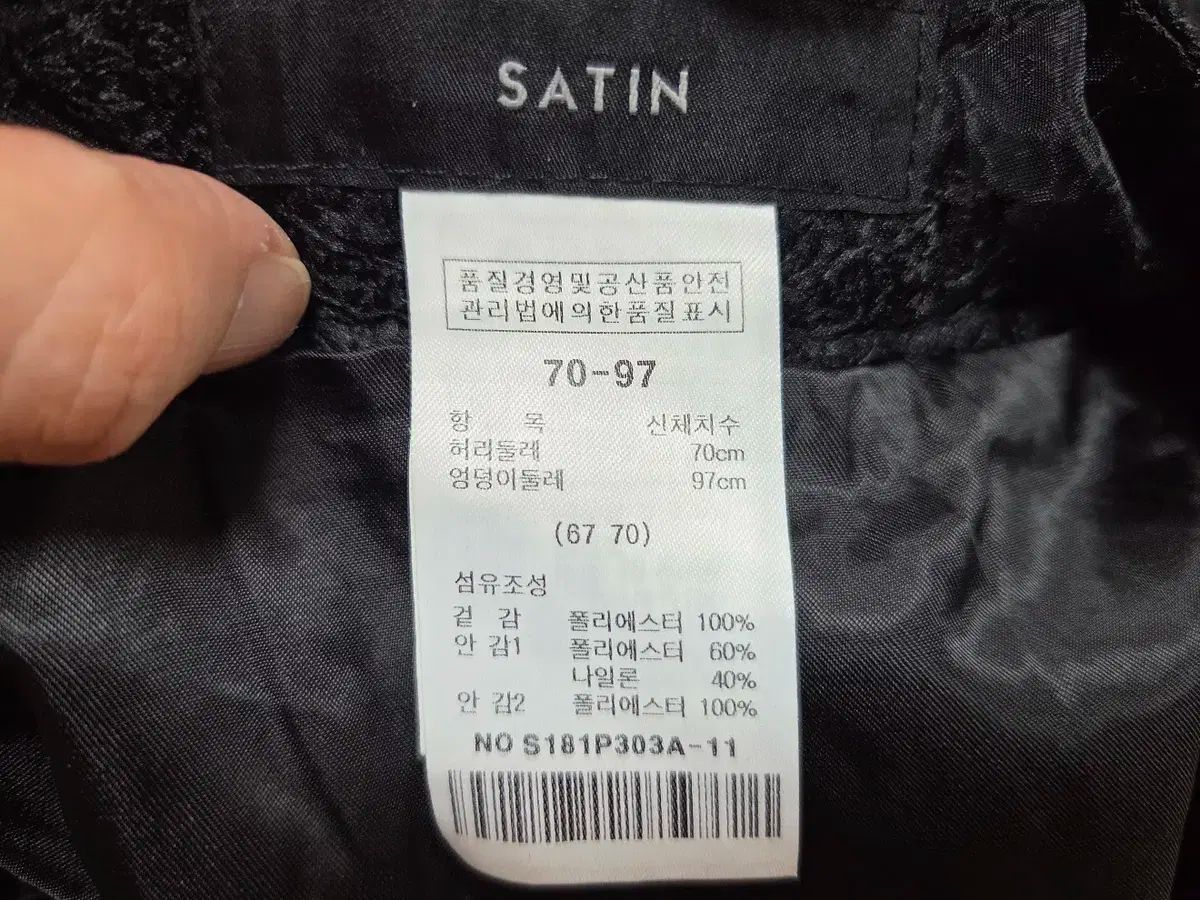 SATIN
품질경영및공산품안전
관리법에의한품질표시
70-97
항 목 신체치수
허리둘레 70cm
엉덩이둘레 97cm
(67 70)
섬유조성
겉 감 폴리에스터 100%
안 감1 폴리에스터 60%
나일론 40%
안 감2 폴리에스터 100%
NO S181P303A-11